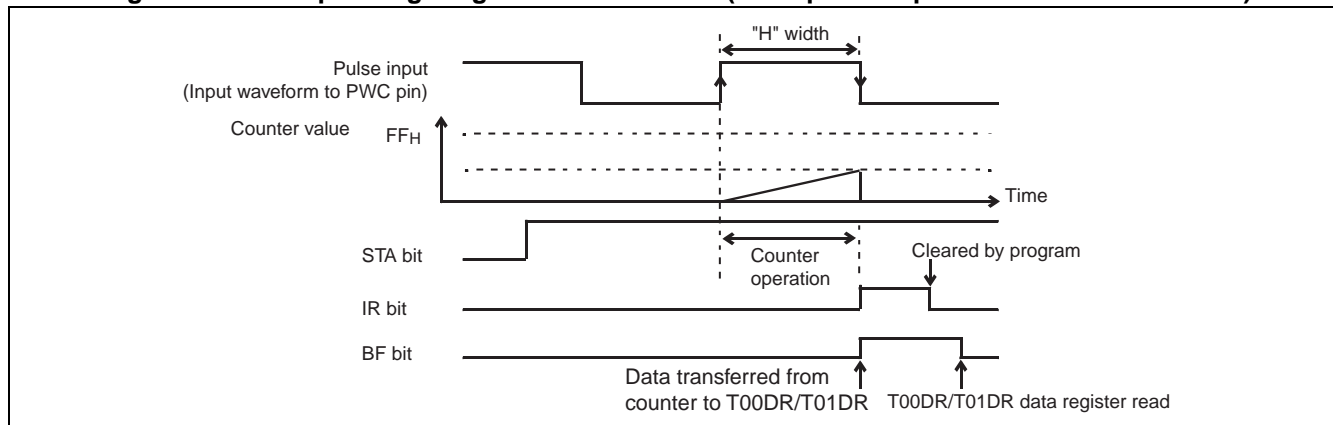 "H" width
Pulse input
(Input waveform to PWC pin)
Counter value
FFH
Time
STA bit
Counter
operation
Cleared by program
IR bit
BF bit
Data transferred from
counter to T00DR/T01DR
T00DR/T01DR data register read